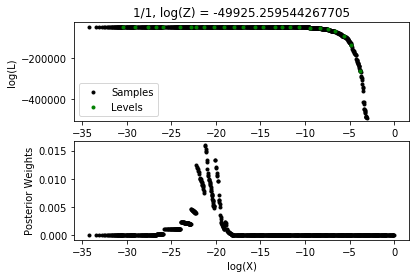 1/1, log(Z) = -49925.259544267705
log(L)
-200000
-400000
Samples
Levels
-35 -30 -25 -20 -15 -10 -5 0
Posterior Weights
0.015
0.010
0.005
0.000
-35 -30 -25 -20 -15 -10 -5 0
log(X)